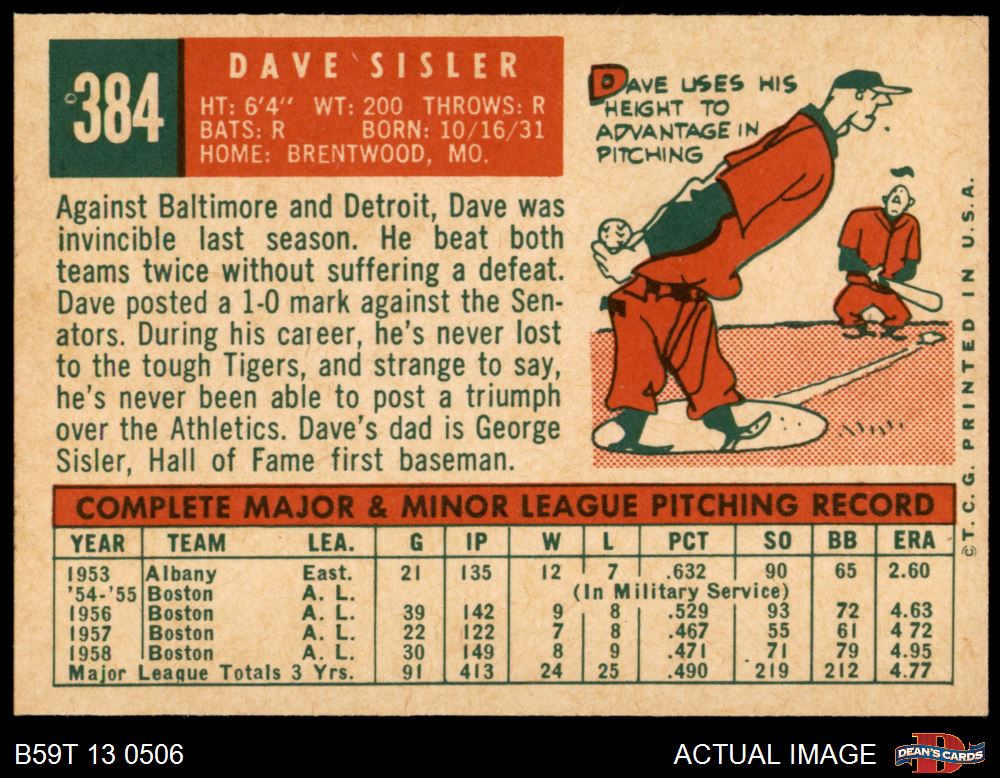 384
DAVE SISLER
HT: 6'4" WT: 200 THROWS: R
BATS: R BORN: 10/16/31
HOME: BRENTWOOD, MO.
DAVE USES HIS
HEIGHT TO
ADVANTAGE IN
PITCHING
Against Baltimore and Detroit, Dave was
invincible last season. He beat both
teams twice without suffering a defeat.
Dave posted a 1-0 mark against the Sen-
ators. During his career, he's never lost
to the tough Tigers, and strange to say,
he's never been able to post a triumph
over the Athletics. Dave's dad is George
Sisler, Hall of Fame first baseman.
©T. C. G. PRINTED IN U.S.A.
COMPLETE MAJOR & MINOR LEAGUE PITCHING RECORD
YEAR TEAM LEA. G IP W L PCT SO BB ERA
1953 Albany East. 21 135 12 7 .632 90 65 2.60
'54-'55 Boston A. L. (In Military Service)
1956 Boston A. L. 39 142 9 8 .529 93 72 4.63
1957 Boston A. L. 22 122 7 8 .467 55 61 4 72
1958 Boston A. L. 30 149 8 9 .471 71 79 4.95
Major League Totals 3 Yrs. 91 413 24 25 .490 219 212 4.77
B59T 13 0506
ACTUAL IMAGE
DEAN'S CARDS